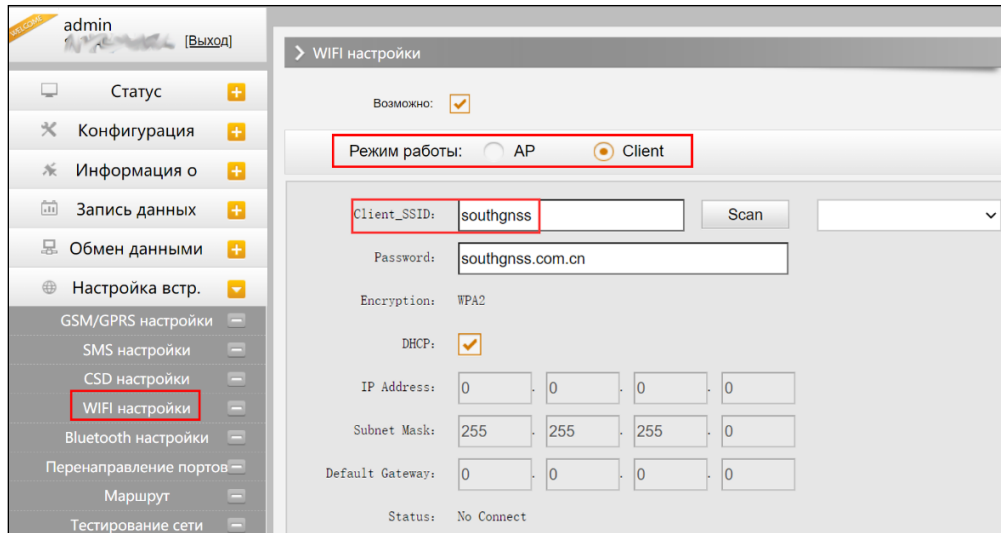 WELCOME
admin
[Выход]
Статус
Конфигурация
Информация о
Запись данных
Обмен данными
Настройка встр.
GSM/GPRS настройки
SMS настройки
CSD настройки
WIFI настройки
Bluetooth настройки
Перенаправление портов
Маршрут
Тестирование сети
WIFI настройки
Возможно:
Режим работы: AP Client
Client_SSID: southgnss Scan
Password: southgnss.com.cn
Encryption: WPA2
DHCP:
IP Address: 0 . 0 . 0 . 0
Subnet Mask: 255 . 255 . 255 . 0
Default Gateway: 0 . 0 . 0 . 0
Status: No Connect